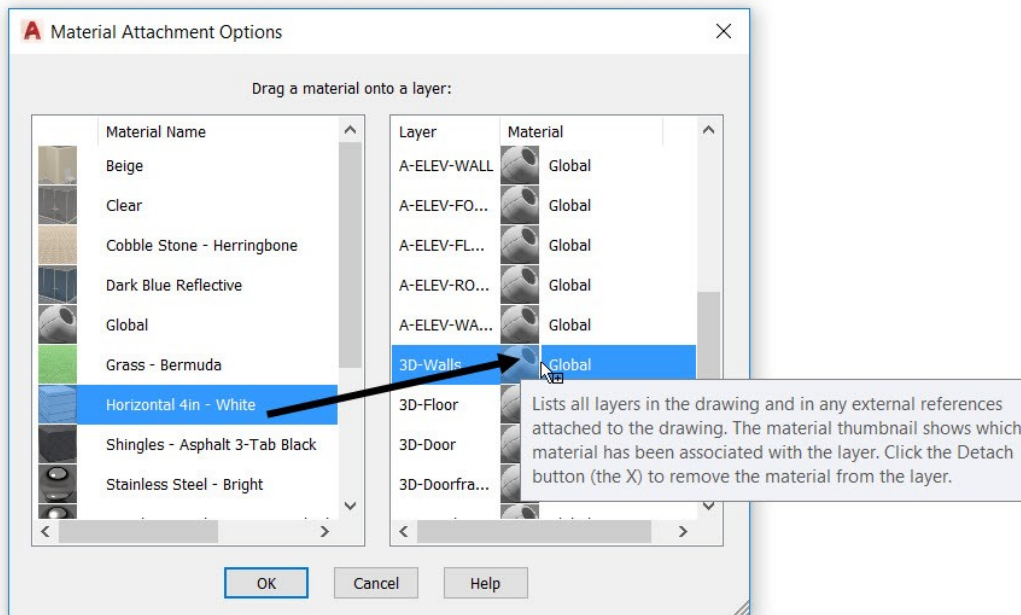 Material Attachment Options
Drag a material onto a layer:
Material Name
Beige
Clear
Cobble Stone - Herringbone
Dark Blue Reflective
Global
Grass - Bermuda
Horizontal 4in - White
Shingles - Asphalt 3-Tab Black
Stainless Steel - Bright
Layer Material
A-ELEV-WALL Global
A-ELEV-FO... Global
A-ELEV-FL... Global
A-ELEV-RO... Global
A-ELEV-WA... Global
3D-Walls Global
3D-Floor
3D-Door
3D-Doorfra...
Lists all layers in the drawing and in any external references
attached to the drawing. The material thumbnail shows which
material has been associated with the layer. Click the Detach
button (the X) to remove the material from the layer.
OK Cancel Help